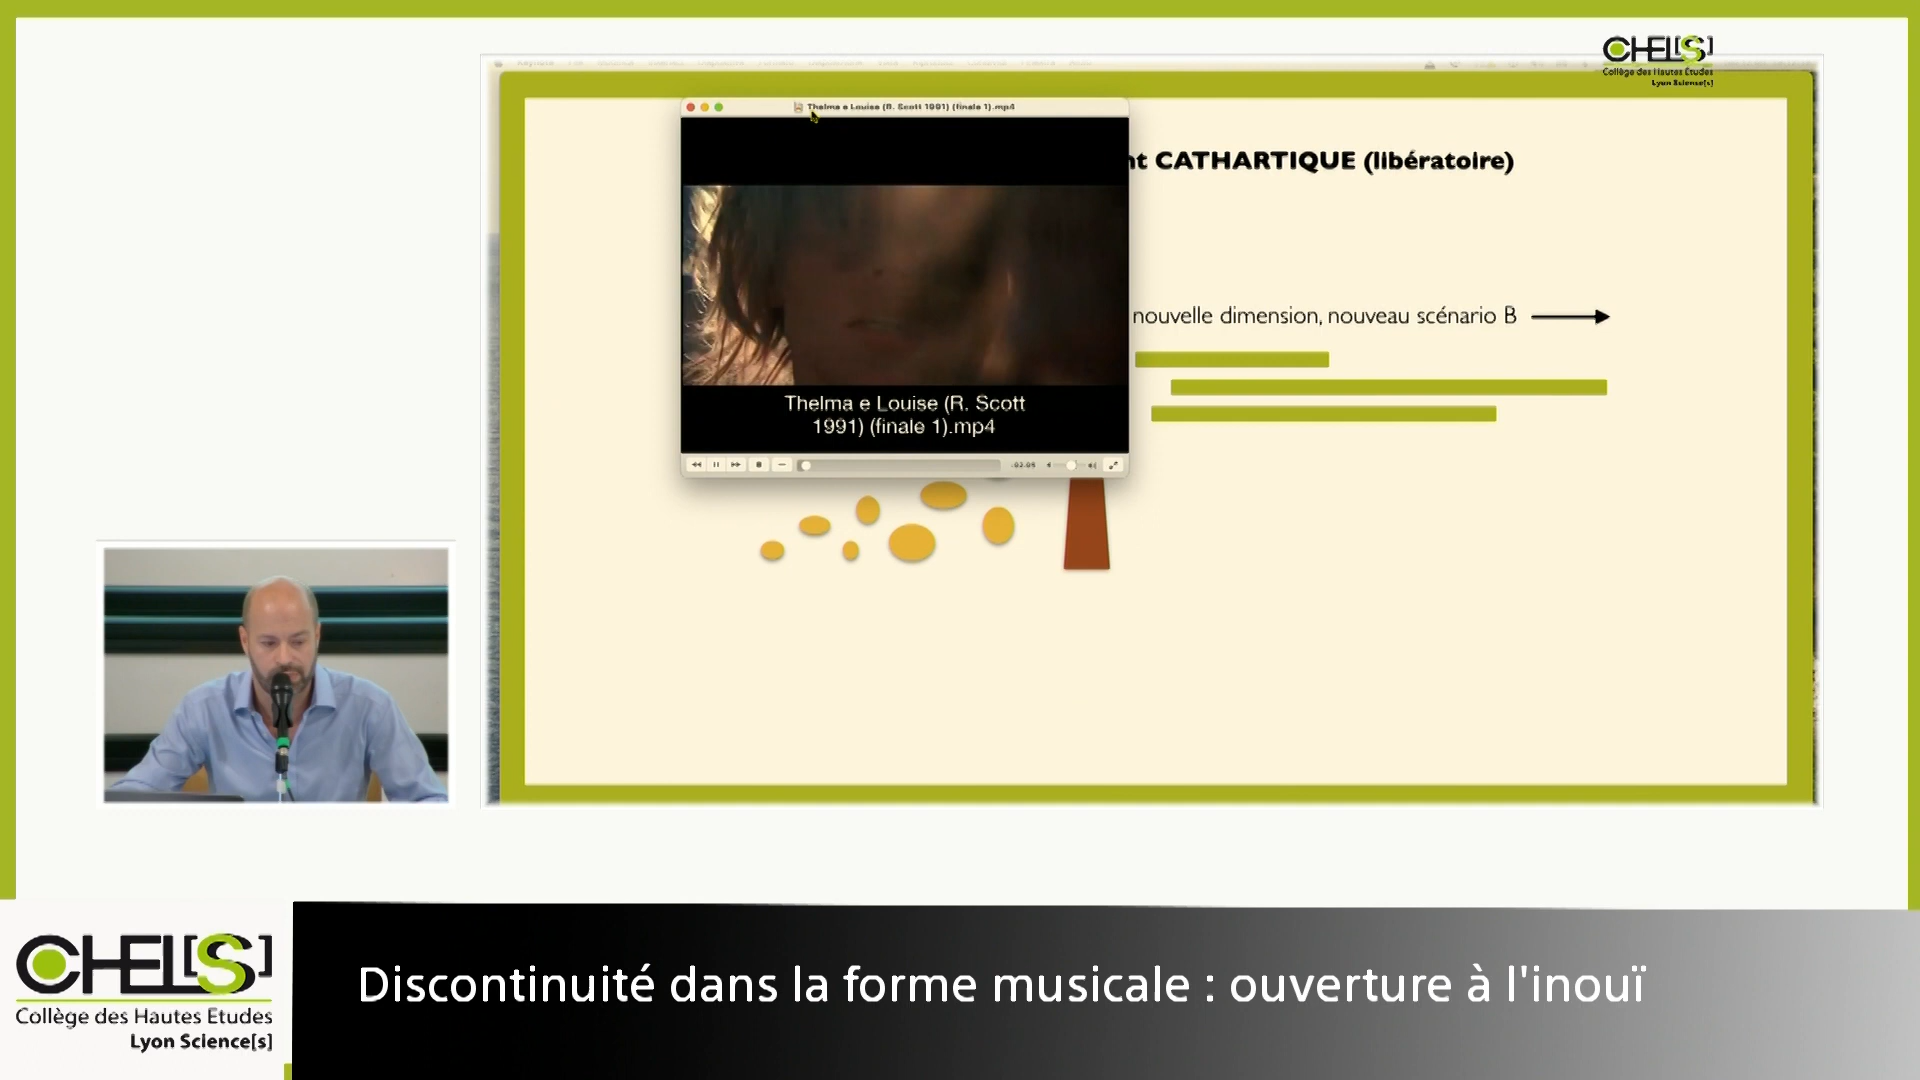 CHEL[S]
Collège des Hautes Etudes
Lyon Science[s]
Thelma e Louise (R. Scott 1991) (finale 1).mp4
nt CATHARTIQUE (libératoire)
nouvelle dimension, nouveau scénario B
Thelma e Louise (R. Scott
1991) (finale 1).mp4
-02:05
CHEL[S]
Collège des Hautes Etudes
Lyon Science[s]
Discontinuité dans la forme musicale : ouverture à l'inouï